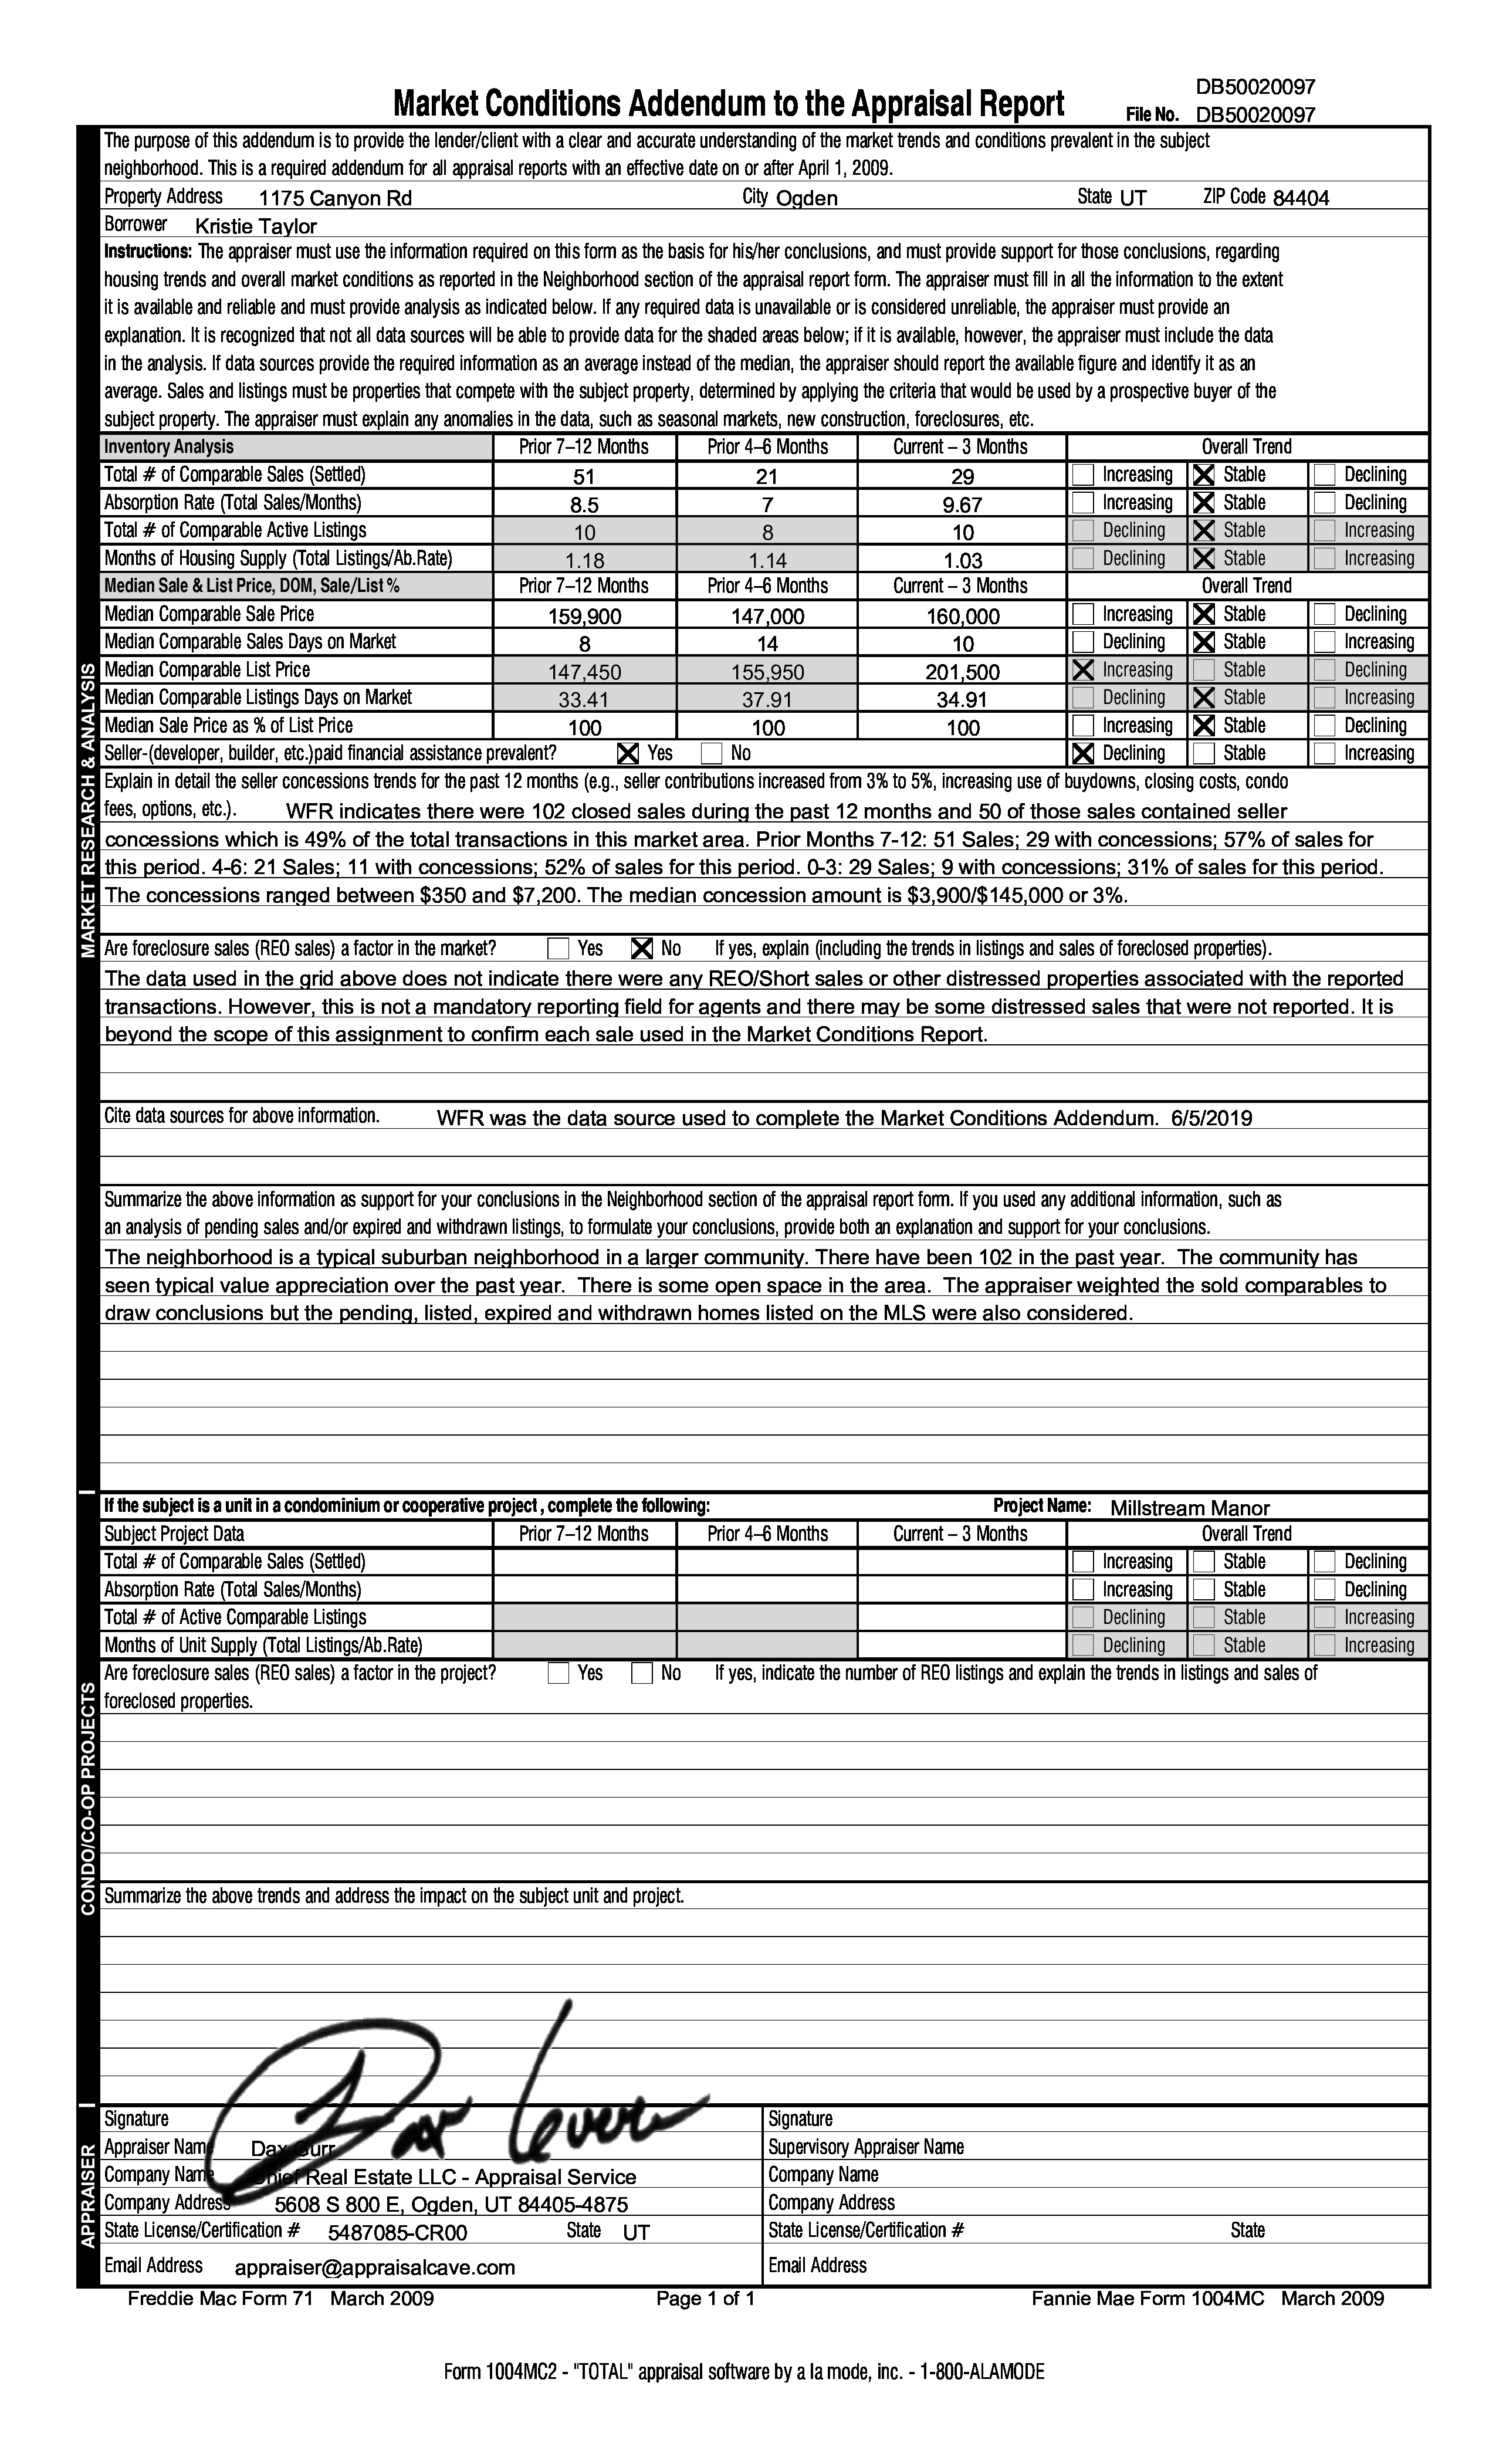 DB50020097
Market Conditions Addendum to the Appraisal Report File No. DB50020097
The purpose of this addendum is to provide the lender/client with a clear and accurate understanding of the market trends and conditions prevalent in the subject
neighborhood. This is a required addendum for all appraisal reports with an effective date on or after April 1, 2009.
Property Address 1175 Canyon Rd City Ogden State UT ZIP Code 84404
Borrower Kristie Taylor
Instructions: The appraiser must use the information required on this form as the basis for his/her conclusions, and must provide support for those conclusions, regarding
housing trends and overall market conditions as reported in the Neighborhood section of the appraisal report form. The appraiser must fill in all the information to the extent
it is available and reliable and must provide analysis as indicated below. If any required data is unavailable or is considered unreliable, the appraiser must provide an
explanation. It is recognized that not all data sources will be able to provide data for the shaded areas below; if it is available, however, the appraiser must include the data
in the analysis. If data sources provide the required information as an average instead of the median, the appraiser should report the available figure and identify it as an
average. Sales and listings must be properties that compete with the subject property, determined by applying the criteria that would be used by a prospective buyer of the
subject property. The appraiser must explain any anomalies in the data, such as seasonal markets, new construction, foreclosures, etc.
Inventory Analysis Prior 7–12 Months Prior 4–6 Months Current – 3 Months Overall Trend
Total # of Comparable Sales (Settled) 51 21 29 Increasing X Stable Declining
Absorption Rate (Total Sales/Months) 8.5 7 9.67 Increasing X Stable Declining
Total # of Comparable Active Listings 10 8 10 Declining X Stable Increasing
Months of Housing Supply (Total Listings/Ab.Rate) 1.18 1.14 1.03 Declining X Stable Increasing
Median Sale & List Price, DOM, Sale/List % Prior 7–12 Months Prior 4–6 Months Current – 3 Months Overall Trend
Median Comparable Sale Price 159,900 147,000 160,000 Increasing X Stable Declining
Median Comparable Sales Days on Market 8 14 10 Declining X Stable Increasing
Median Comparable List Price 147,450 155,950 201,500 X Increasing Stable Declining
Median Comparable Listings Days on Market 33.41 37.91 34.91 Declining X Stable Increasing
Median Sale Price as % of List Price 100 100 100 Increasing X Stable Declining
Seller-(developer, builder, etc.)paid financial assistance prevalent? X Yes No X Declining Stable Increasing
Explain in detail the seller concessions trends for the past 12 months (e.g., seller contributions increased from 3% to 5%, increasing use of buydowns, closing costs, condo
fees, options, etc.). WFR indicates there were 102 closed sales during the past 12 months and 50 of those sales contained seller
concessions which is 49% of the total transactions in this market area. Prior Months 7-12: 51 Sales; 29 with concessions; 57% of sales for
this period. 4-6: 21 Sales; 11 with concessions; 52% of sales for this period. 0-3: 29 Sales; 9 with concessions; 31% of sales for this period.
The concessions ranged between $350 and $7,200. The median concession amount is $3,900/$145,000 or 3%.
Are foreclosure sales (REO sales) a factor in the market? Yes X No If yes, explain (including the trends in listings and sales of foreclosed properties).
The data used in the grid above does not indicate there were any REO/Short sales or other distressed properties associated with the reported
transactions. However, this is not a mandatory reporting field for agents and there may be some distressed sales that were not reported. It is
beyond the scope of this assignment to confirm each sale used in the Market Conditions Report.
Cite data sources for above information. WFR was the data source used to complete the Market Conditions Addendum. 6/5/2019
Summarize the above information as support for your conclusions in the Neighborhood section of the appraisal report form. If you used any additional information, such as
an analysis of pending sales and/or expired and withdrawn listings, to formulate your conclusions, provide both an explanation and support for your conclusions.
The neighborhood is a typical suburban neighborhood in a larger community. There have been 102 in the past year. The community has
seen typical value appreciation over the past year. There is some open space in the area. The appraiser weighted the sold comparables to
draw conclusions but the pending, listed, expired and withdrawn homes listed on the MLS were also considered.
MARKET RESEARCH & ANALYSIS
If the subject is a unit in a condominium or cooperative project , complete the following: Project Name: Millstream Manor
Subject Project Data Prior 7–12 Months Prior 4–6 Months Current – 3 Months Overall Trend
Total # of Comparable Sales (Settled) Increasing Stable Declining
Absorption Rate (Total Sales/Months) Increasing Stable Declining
Total # of Active Comparable Listings Declining Stable Increasing
Months of Unit Supply (Total Listings/Ab.Rate) Declining Stable Increasing
Are foreclosure sales (REO sales) a factor in the project? Yes No If yes, indicate the number of REO listings and explain the trends in listings and sales of
foreclosed properties.
CONDO/CO-OP PROJECTS
Summarize the above trends and address the impact on the subject unit and project.
APPRAISER
Signature Signature
Appraiser Name Dax Gurr Supervisory Appraiser Name
Company Name Chief Real Estate LLC - Appraisal Service Company Name
Company Address 5608 S 800 E, Ogden, UT 84405-4875 Company Address
State License/Certification # 5487085-CR00 State UT State License/Certification # State
Email Address appraiser@appraisalcave.com Email Address
Freddie Mac Form 71 March 2009 Page 1 of 1 Fannie Mae Form 1004MC March 2009
Form 1004MC2 - "TOTAL" appraisal software by a la mode, inc. - 1-800-ALAMODE